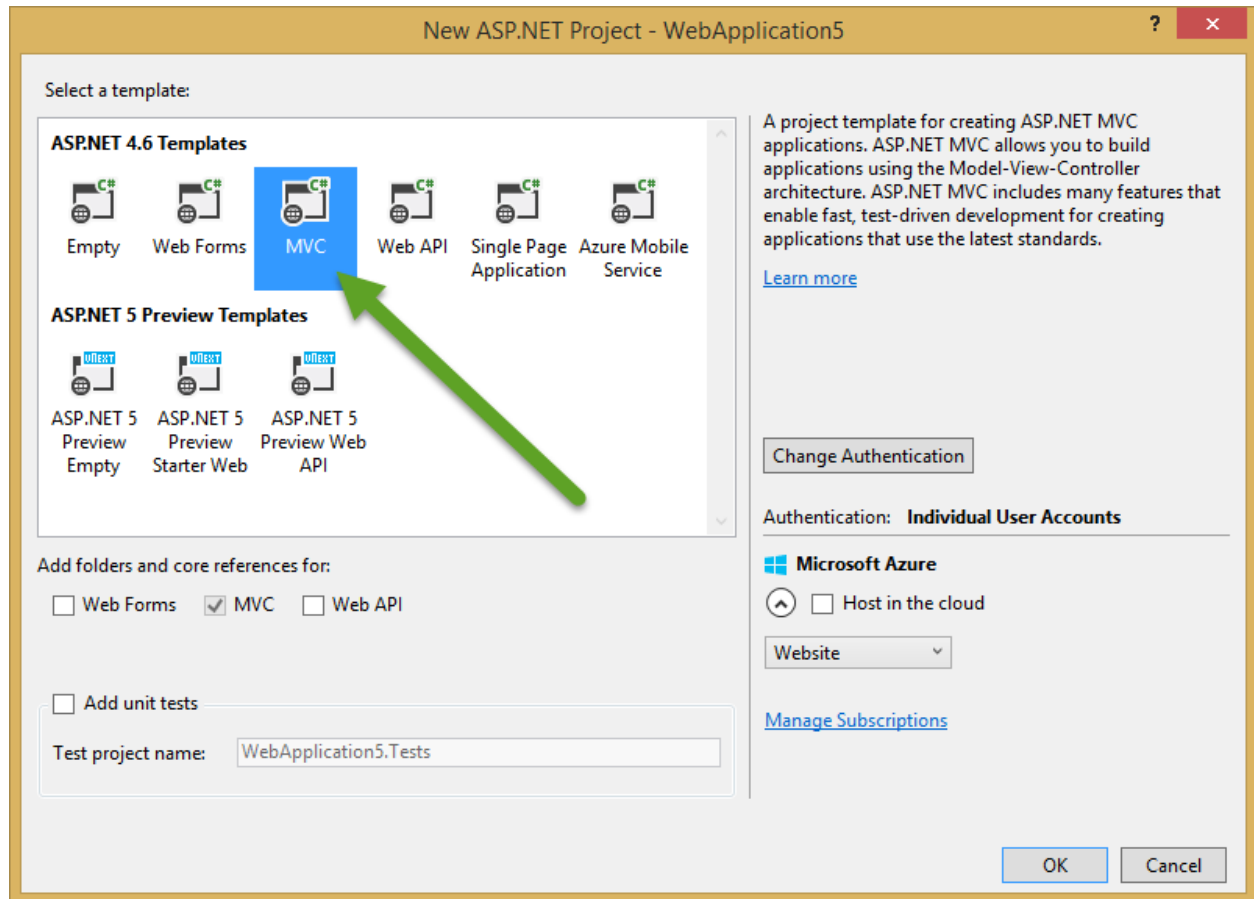 New ASP.NET Project - WebApplication5
?
Select a template:
ASP.NET 4.6 Templates
C# C# C# C# C# C#
Empty Web Forms MVC Web API Single Page Application Azure Mobile Service
ASP.NET 5 Preview Templates
vNEXT vNEXT vNEXT
ASP.NET 5 Preview Empty
ASP.NET 5 Preview Starter Web
ASP.NET 5 Preview Web API
Add folders and core references for:
Web Forms MVC Web API
Add unit tests
Test project name: WebApplication5.Tests
A project template for creating ASP.NET MVC
applications. ASP.NET MVC allows you to build
applications using the Model-View-Controller
architecture. ASP.NET MVC includes many features that
enable fast, test-driven development for creating
applications that use the latest standards.
Learn more
Change Authentication
Authentication: Individual User Accounts
Microsoft Azure
Host in the cloud
Website
Manage Subscriptions
OK Cancel